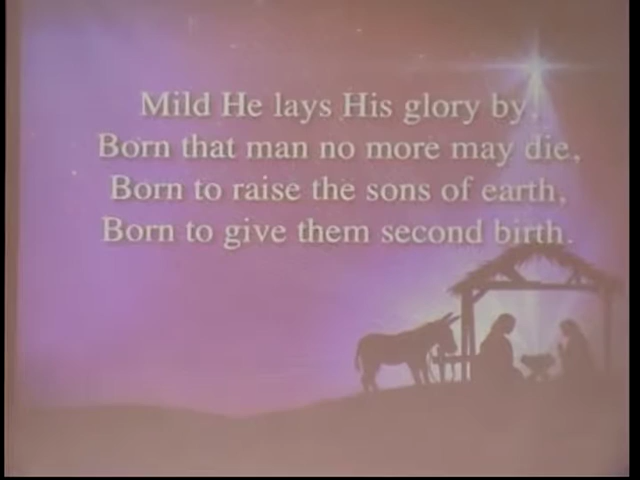 Mild He lays His glory by,
Born that man no more may die,
Born to raise the sons of earth,
Born to give them second birth.